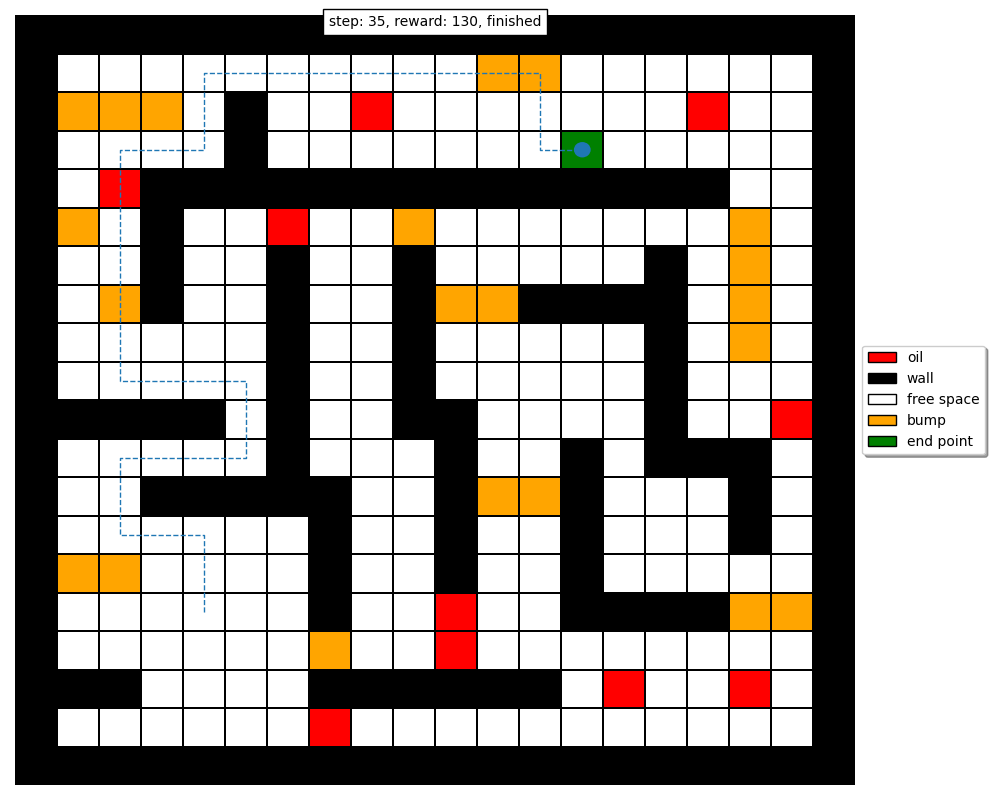 step: 35, reward: 130, finished
oil
wall
free space
bump
end point